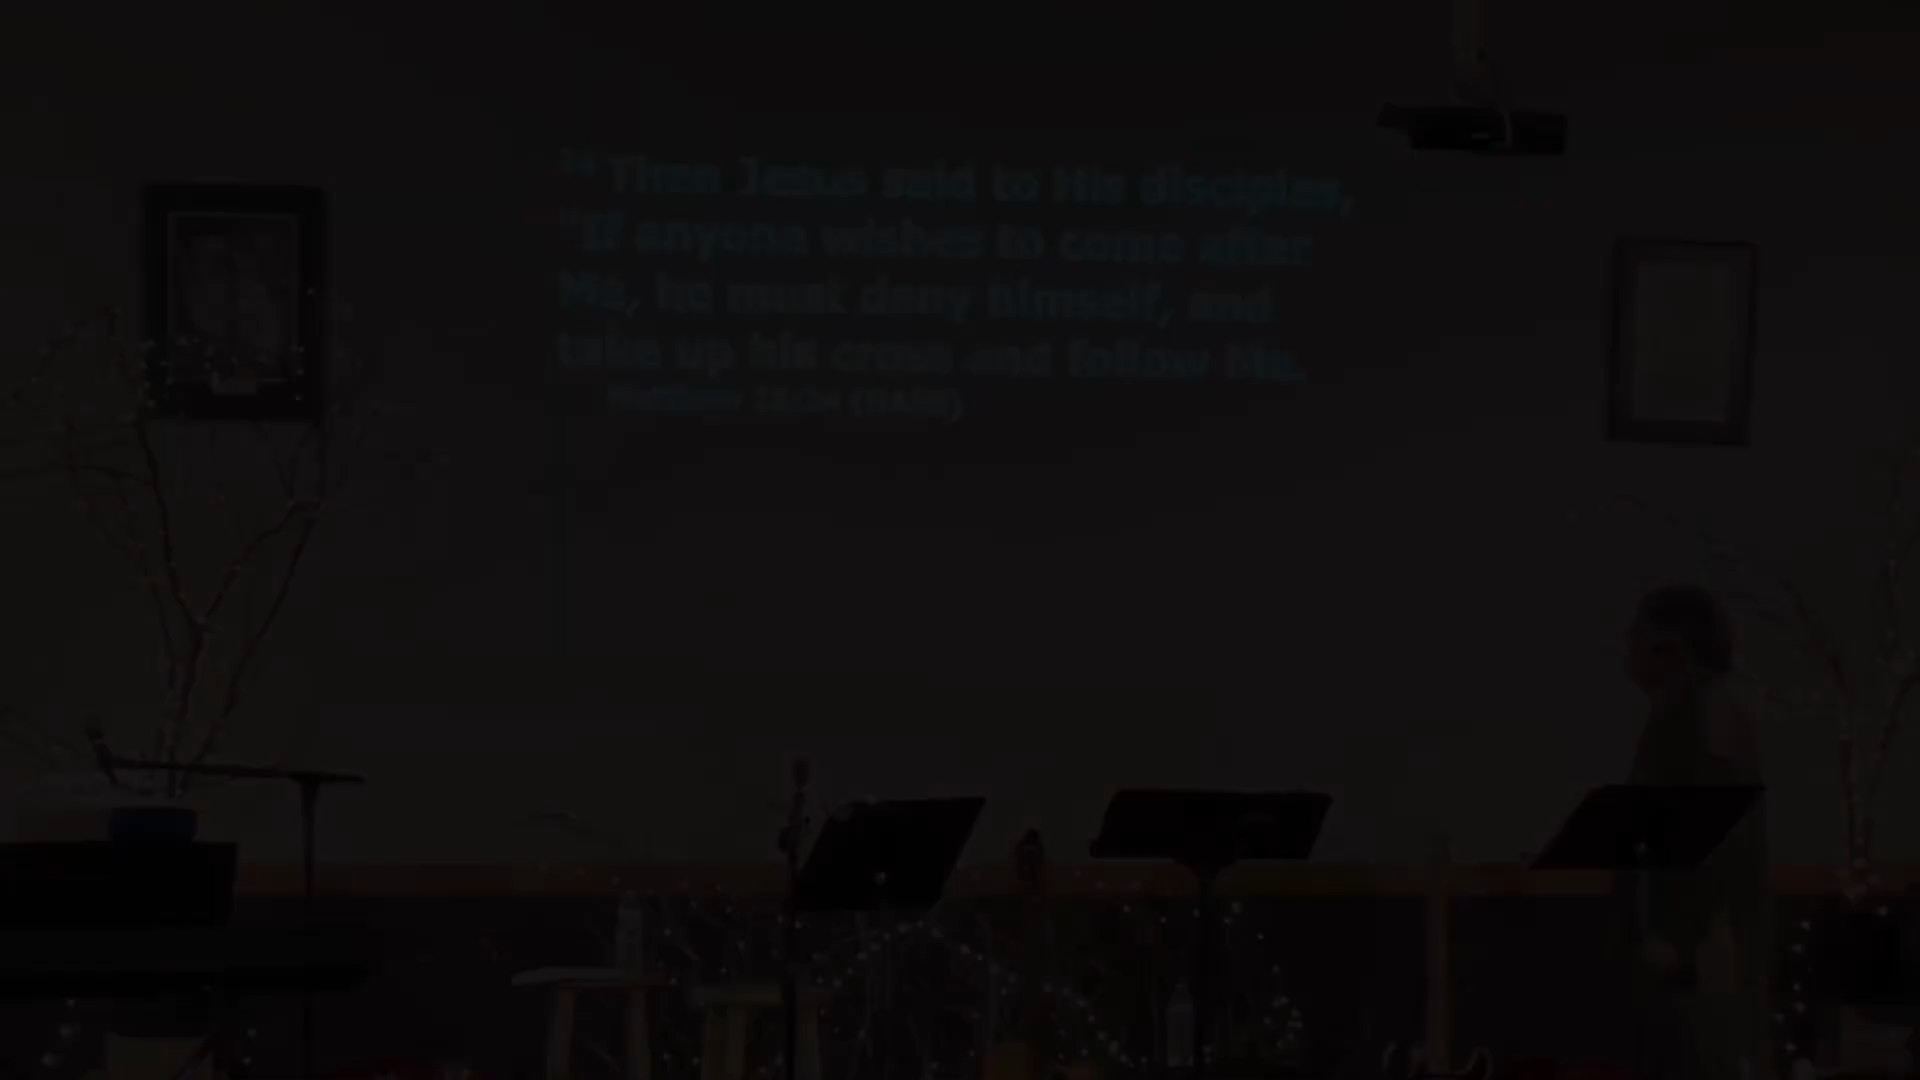 24 Then Jesus said to His disciples,
"If anyone wishes to come after
Me, he must deny himself, and
take up his cross and follow Me.
Matthew 16:24 (NASB)